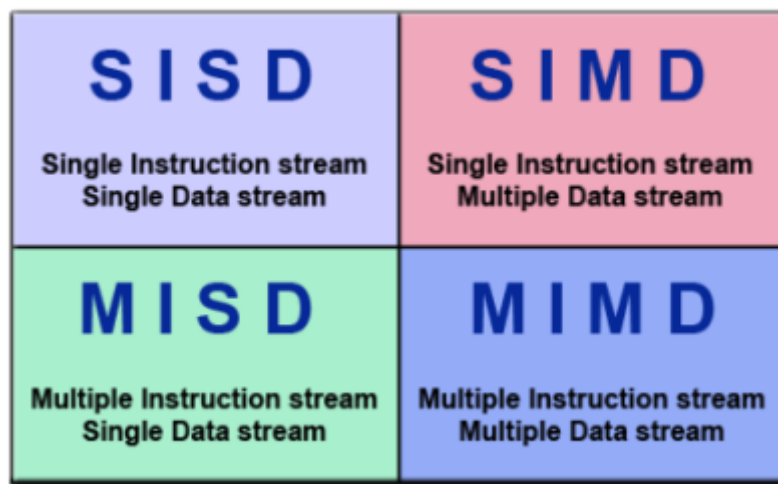 S I S D
Single Instruction stream
Single Data stream
S I M D
Single Instruction stream
Multiple Data stream
M I S D
Multiple Instruction stream
Single Data stream
M I M D
Multiple Instruction stream
Multiple Data stream